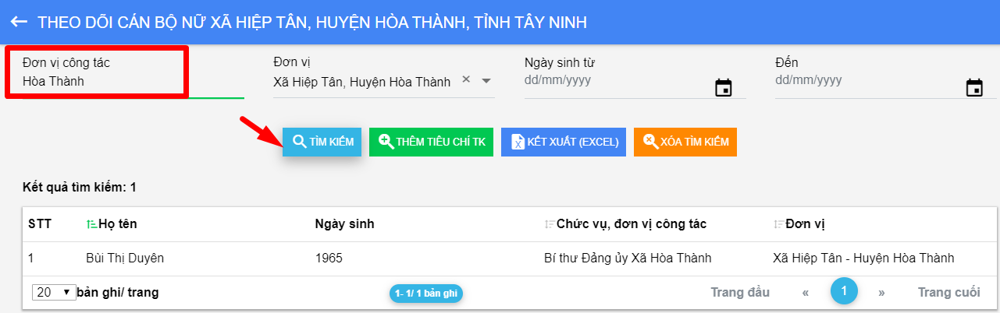 THEO DÕI CÁN BỘ NỮ XÃ HIỆP TÂN, HUYỆN HÒA THÀNH, TỈNH TÂY NINH
Đơn vị công tác Đơn vị Ngày sinh từ Đến
Hòa Thành Xã Hiệp Tân, Huyện Hòa Thành × dd/mm/yyyy dd/mm/yyyy
TÌM KIẾM THÊM TIÊU CHÍ TK KẾT XUẤT (EXCEL) XÓA TÌM KIẾM
Kết quả tìm kiếm: 1
STT Họ tên Ngày sinh Chức vụ, đơn vị công tác Đơn vị
1 Bùi Thị Duyên 1965 Bí thư Đảng ủy Xã Hòa Thành Xã Hiệp Tân - Huyện Hòa Thành
20 bản ghi/ trang 1- 1/ 1 bản ghi Trang đầu « 1 » Trang cuối